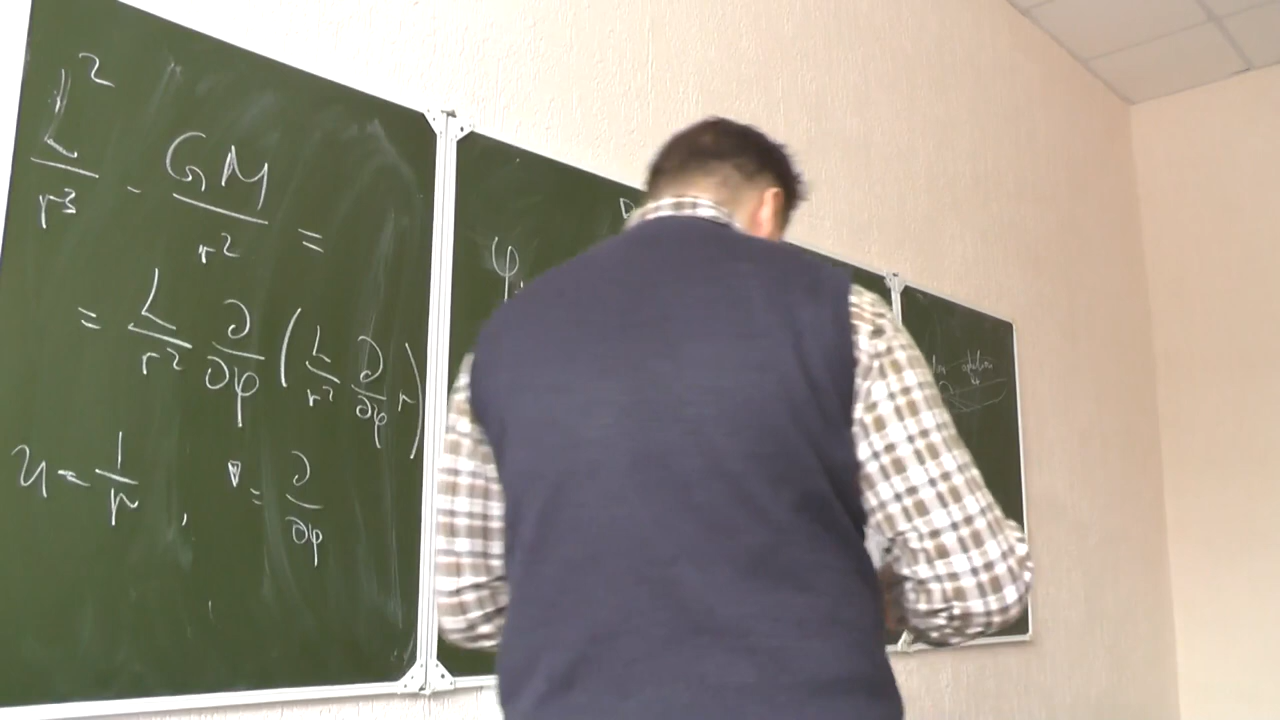 L²/r³ - GM/r² =
= L/r² ∂/∂φ (L/r² ∂/∂φ r)
u = 1/r , ▽ = ∂/∂φ
φ